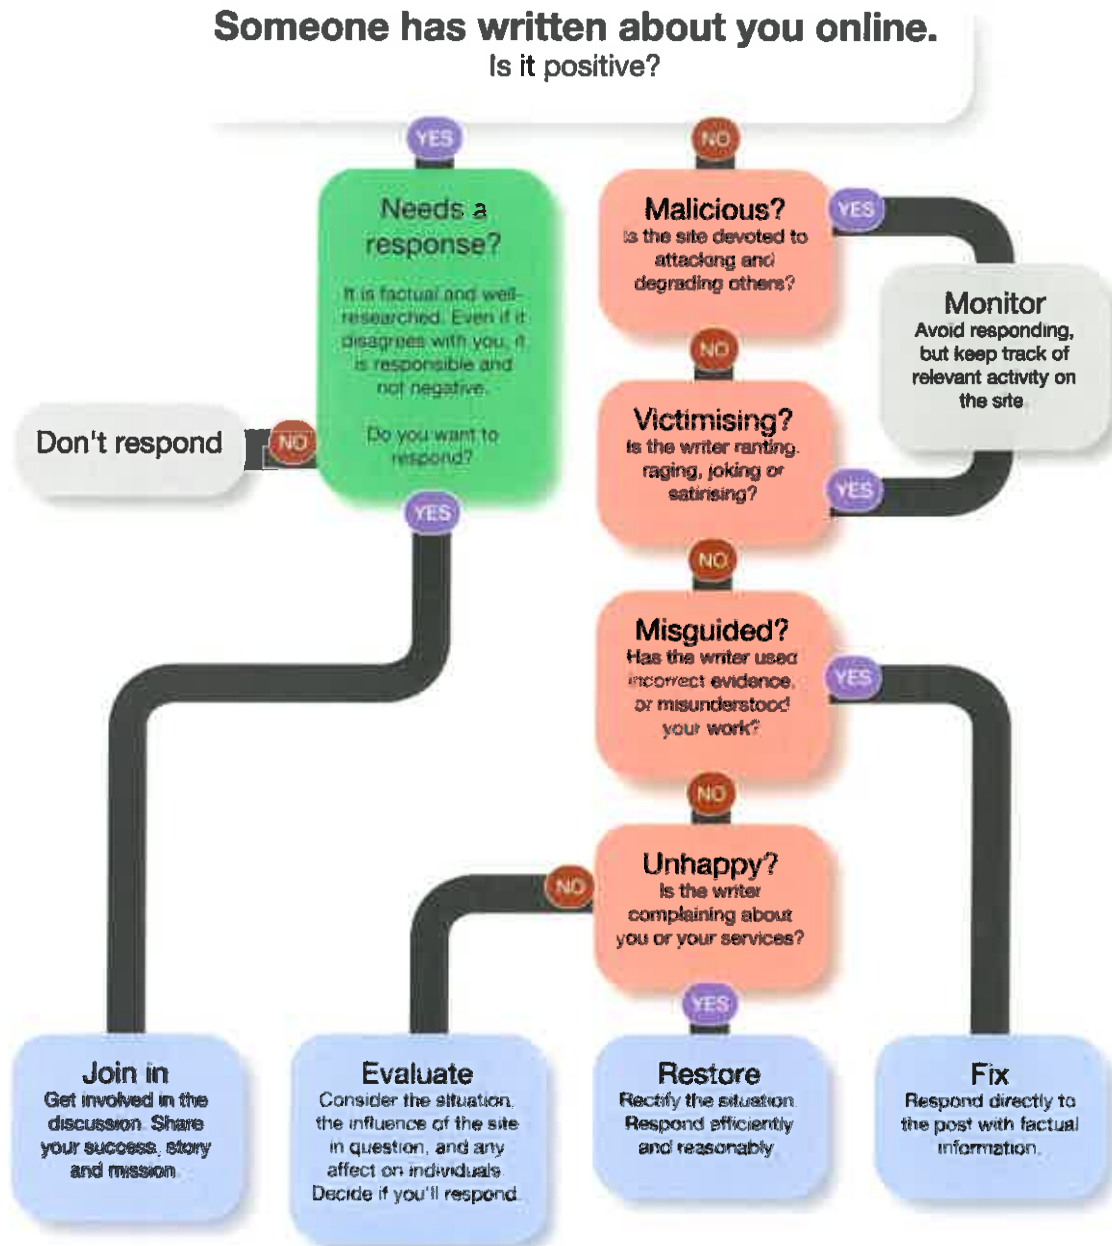 Someone has written about you online.
Is it positive?
YES
NO
Needs a
response?
It is factual and well-
researched. Even if it
disagrees with you, it
is responsible and
not negative.
Do you want to
respond?
NO
Don't respond
YES
Malicious?
Is the site devoted to
attacking and
degrading others?
YES
Monitor
Avoid responding,
but keep track of
relevant activity on
the site
NO
Victimising?
Is the writer ranting,
raging, joking or
satirising?
YES
NO
Misguided?
Has the writer used
incorrect evidence,
or misunderstood
your work?
YES
NO
Unhappy?
Is the writer
complaining about
you or your services?
NO
YES
Join in
Get involved in the
discussion. Share
your success, story
and mission
Evaluate
Consider the situation,
the influence of the site
in question, and any
affect on individuals
Decide if you'll respond.
Restore
Rectify the situation
Respond efficiently
and reasonably
Fix
Respond directly to
the post with factual
information.